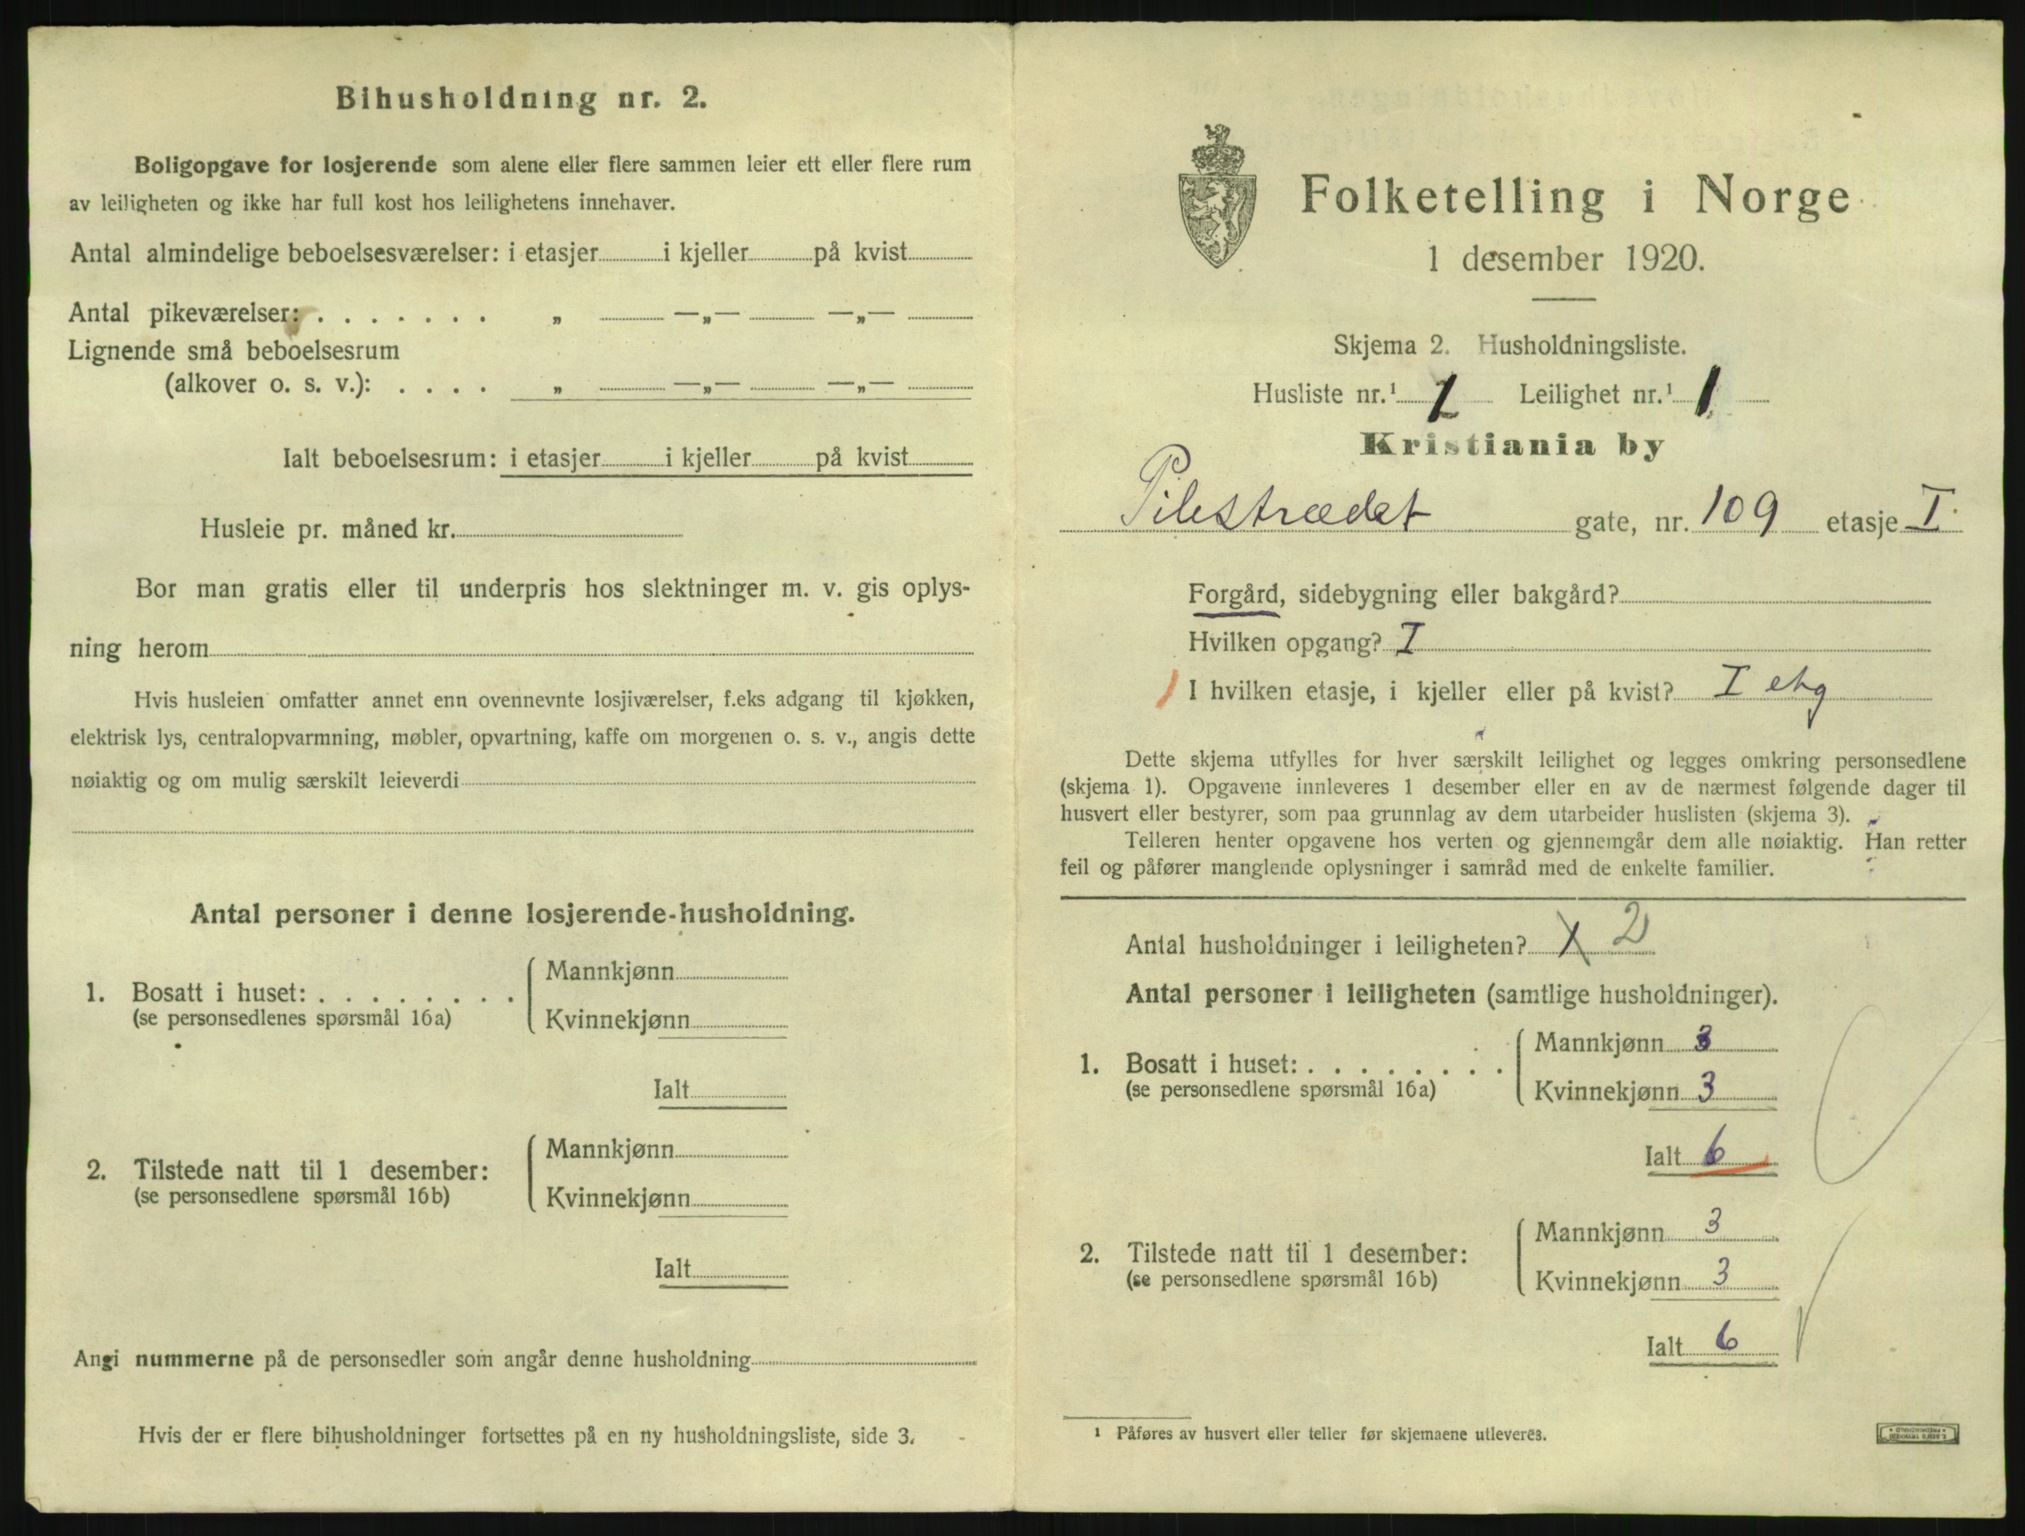 Bihusholdning nr. 2.
Boligopgave for losjerende som alene eller flere sammen leier ett eller flere rum
av leiligheten og ikke har full kost hos leilighetens innehaver.
Antal almindelige beboelsesværelser: i etasjer i kjeller på kvist
Antal pikeværelser: . . . . . . . „ —„— —„—
Lignende små beboelsesrum
(alkover o. s. v.): . . . . „ —„— —„—
Ialt beboelsesrum: i etasjer i kjeller på kvist
Husleie pr. måned kr.
Bor man gratis eller til underpris hos slektninger m. v. gis oplys-
ning herom
Hvis husleien omfatter annet enn ovennevnte losjiværelser, f.eks adgang til kjøkken,
elektrisk lys, centralopvarmning, møbler, opvartning, kaffe om morgenen o. s. v., angis dette
nøiaktig og om mulig særskilt leieverdi
Antal personer i denne losjerende-husholdning.
1. Bosatt i huset: . . . . . . . . Mannkjønn
(se personsedlenes spørsmål 16a) Kvinnekjønn
Ialt
2. Tilstede natt til 1 desember: Mannkjønn
(se personsedlene spørsmål 16b) Kvinnekjønn
Ialt
Angi nummerne på de personsedler som angår denne husholdning
Hvis der er flere bihusholdninger fortsettes på en ny husholdningsliste, side 3.
Folketelling i Norge
1 desember 1920.
Skjema 2. Husholdningsliste.
Husliste nr.¹ Leilighet nr.¹ 1
Kristiania by
Pilestrædet gate, nr. 109 etasje I
Forgård, sidebygning eller bakgård?
Hvilken opgang? I
I hvilken etasje, i kjeller eller på kvist? I etg
Dette skjema utfylles for hver særskilt leilighet og legges omkring personsedlene
(skjema 1). Opgavene innleveres 1 desember eller en av de nærmest følgende dager til
husvert eller bestyrer, som paa grunnlag av dem utarbeider huslisten (skjema 3).
Telleren henter opgavene hos verten og gjennemgår dem alle nøiaktig. Han retter
feil og påfører manglende oplysninger i samråd med de enkelte familier.
Antal husholdninger i leiligheten? 2
Antal personer i leiligheten (samtlige husholdninger).
1. Bosatt i huset: . . . . . . . . Mannkjønn 3
(se personsedlene spørsmål 16a) Kvinnekjønn 3
Ialt 6
2. Tilstede natt til 1 desember: Mannkjønn 3
(se personsedlene spørsmål 16b) Kvinnekjønn 3
Ialt 6
¹ Påføres av husvert eller teller før skjemaene utleveres.